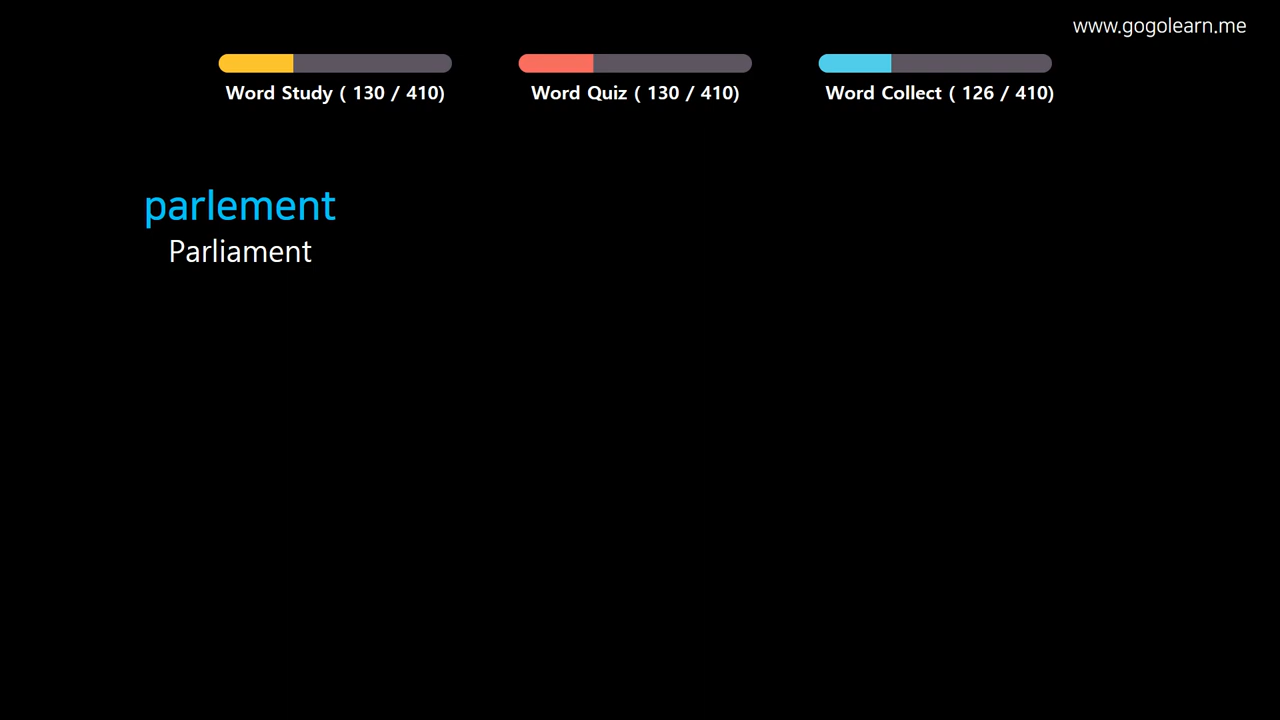 www.gogolearn.me
Word Study ( 130 / 410)
Word Quiz ( 130 / 410)
Word Collect ( 126 / 410)
parlement
Parliament